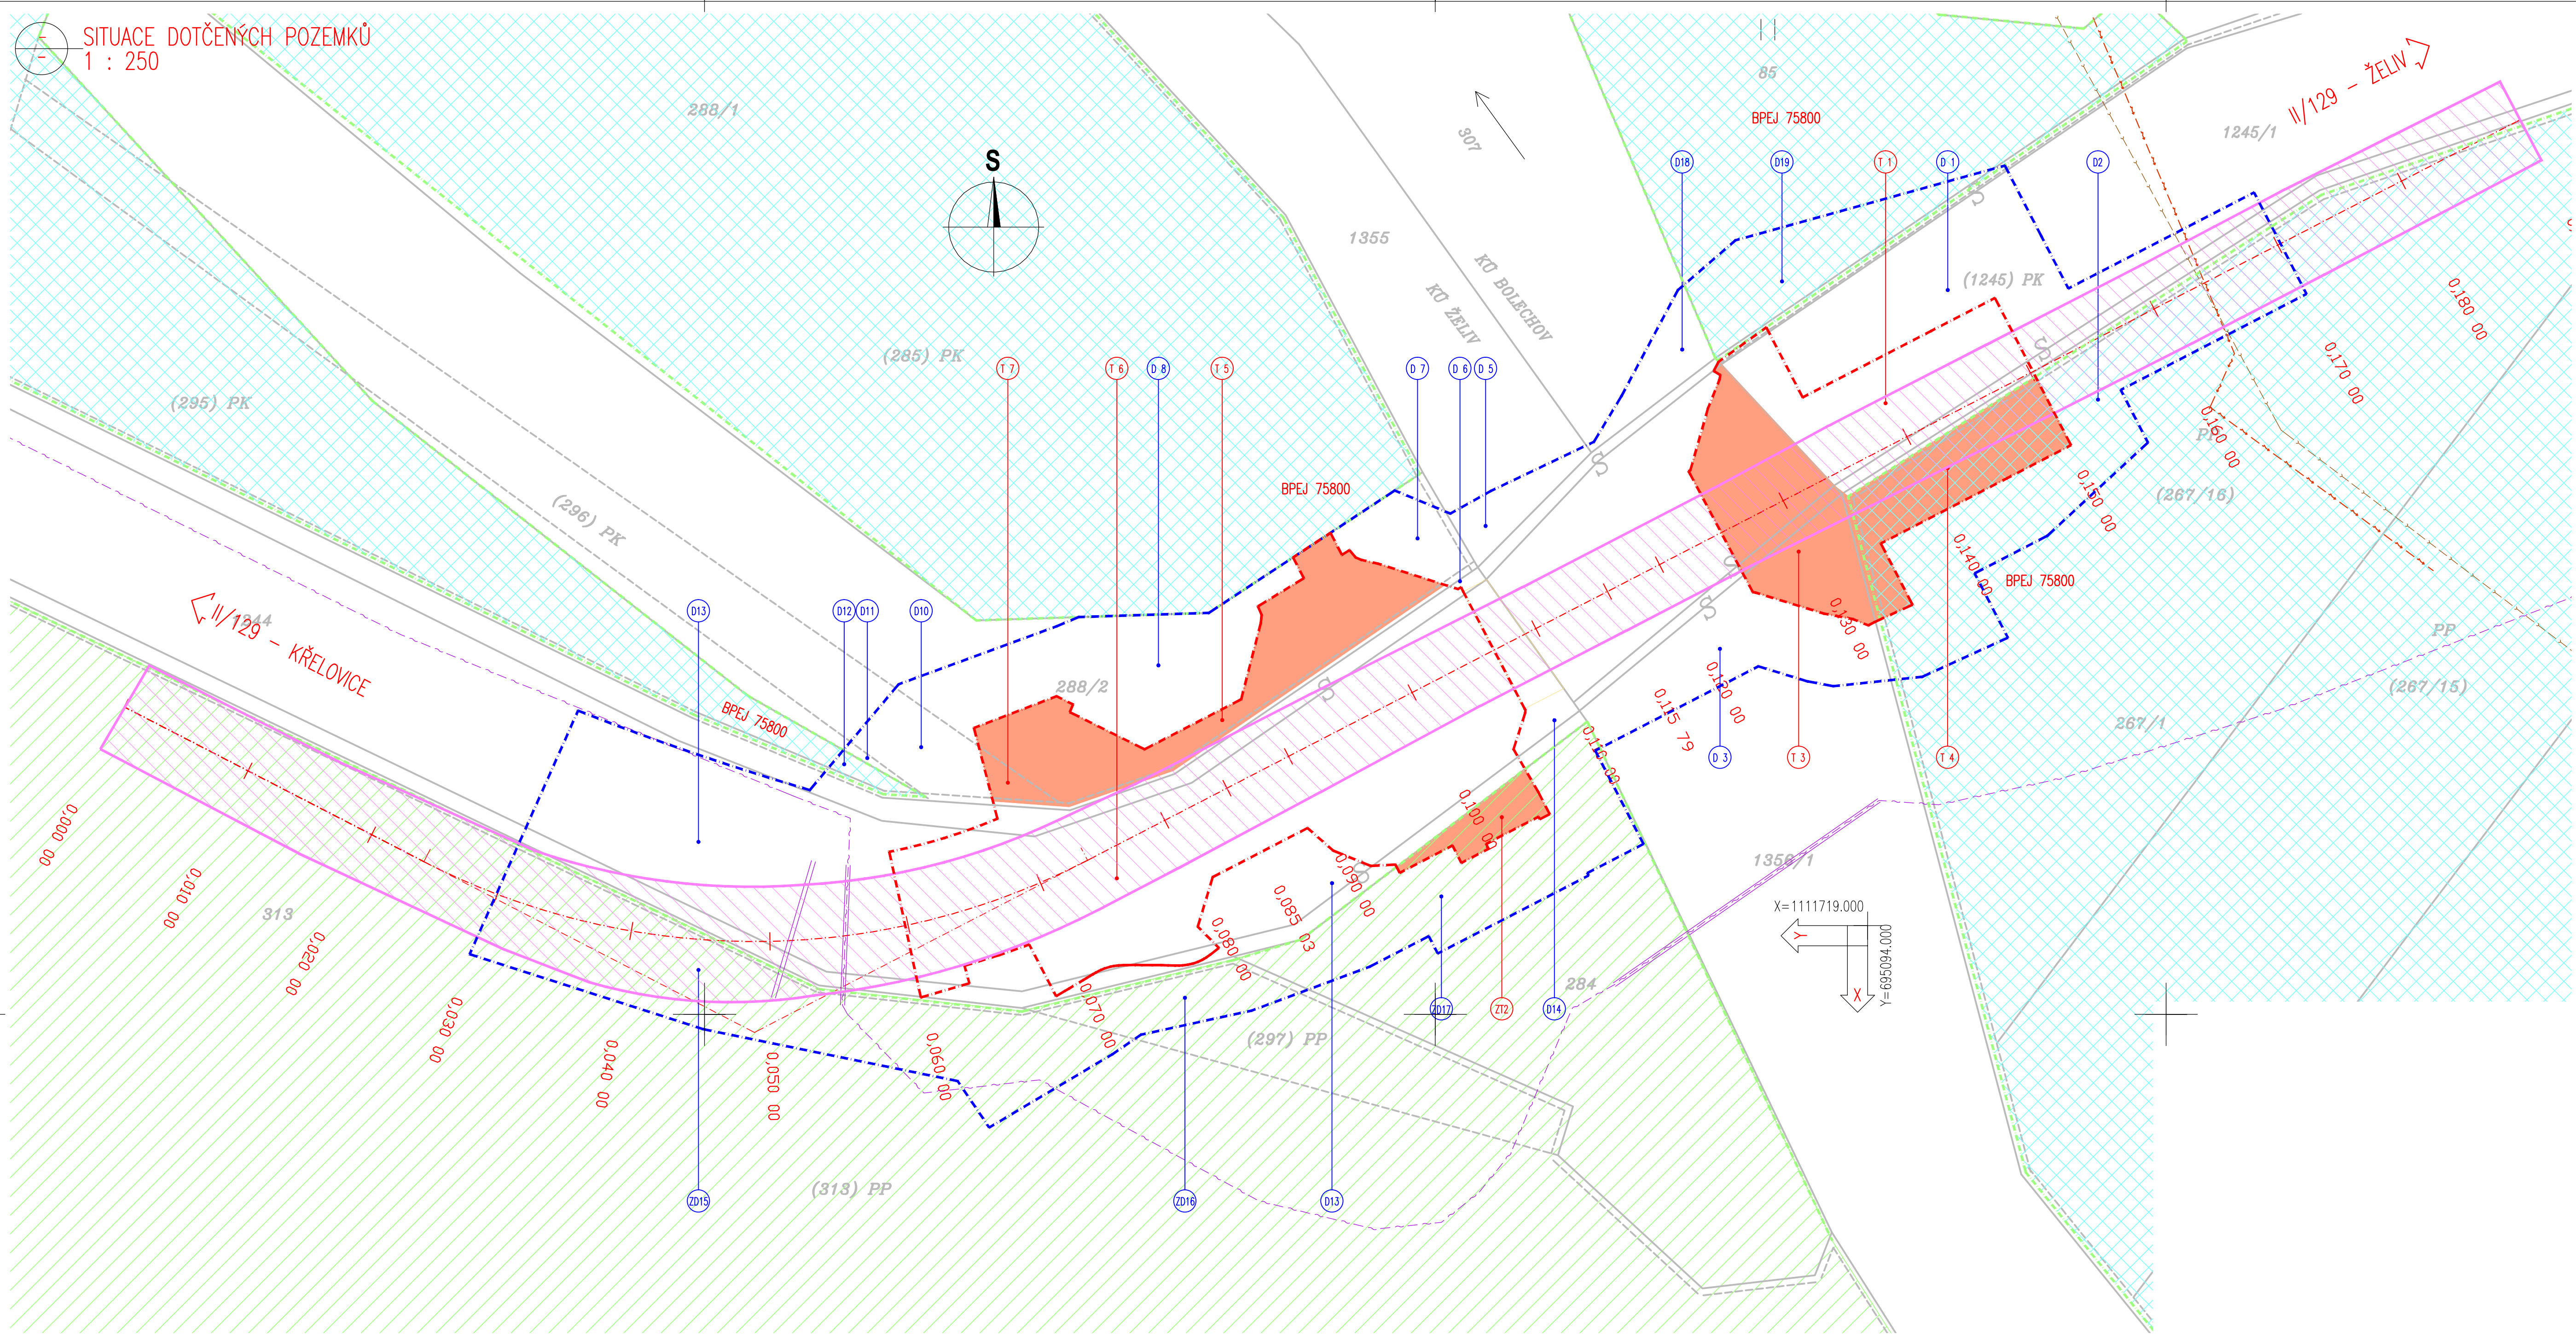 SITUACE DOTČENÝCH POZEMKŮ
1 : 250
288/1
S
307
85
BPEJ 75800
II/129 - ŽELIV
1245/1
D18
D19
T 1
D 1
D2
1355
KÚ BOLECHOV
KÚ ŽELIV
(1245) PK
0,180 00
0,170 00
0,160 00
0,150 00
0,140 00
0,130 00
0,120 00
0,115 79
0,110 00
0,100 00
0,090 00
0,085 03
0,080 00
0,070 00
0,060 00
0,050 00
0,040 00
0,030 00
0,020 00
0,010 00
0,000 00
(285) PK
T 7
T 6
D 8
T 5
D 7
D 6
D 5
(295) PK
(296) PK
BPEJ 75800
(267/16)
BPEJ 75800
PP
(267/15)
267/1
1244
II/129 - KŘELOVICE
D13
D12
D11
D10
288/2
BPEJ 75800
D 3
T 3
T 4
1356/1
313
X=1111719.000
Y=695094.000
Y
X
284
ZD17
ZT2
D14
(297) PP
(313) PP
ZD15
ZD16
D13